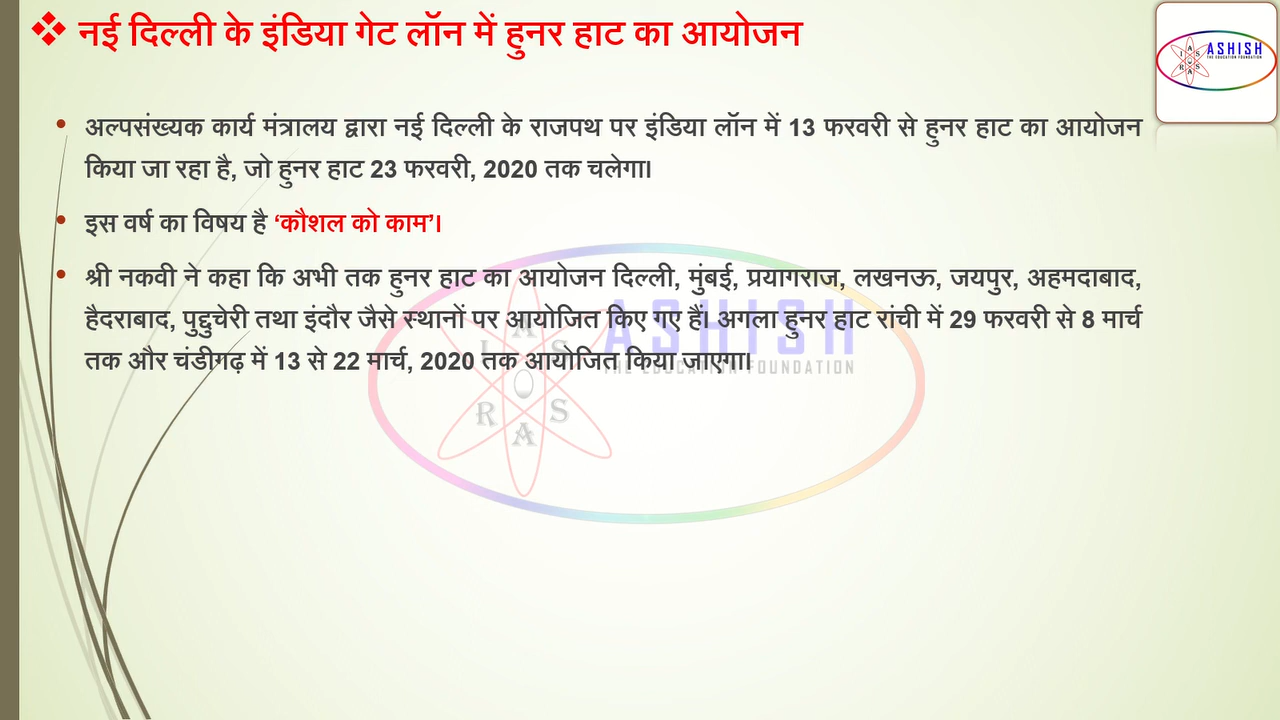 ❖ नई दिल्ली के इंडिया गेट लॉन में हुनर हाट का आयोजन
ASHISH
THE EDUCATION FOUNDATION
I A S
R A S
• अल्पसंख्यक कार्य मंत्रालय द्वारा नई दिल्ली के राजपथ पर इंडिया लॉन में 13 फरवरी से हुनर हाट का आयोजन
किया जा रहा है, जो हुनर हाट 23 फरवरी, 2020 तक चलेगा।
• इस वर्ष का विषय है ‘कौशल को काम’।
• श्री नकवी ने कहा कि अभी तक हुनर हाट का आयोजन दिल्ली, मुंबई, प्रयागराज, लखनऊ, जयपुर, अहमदाबाद,
हैदराबाद, पुद्दुचेरी तथा इंदौर जैसे स्थानों पर आयोजित किए गए हैं। अगला हुनर हाट रांची में 29 फरवरी से 8 मार्च
तक और चंडीगढ़ में 13 से 22 मार्च, 2020 तक आयोजित किया जाएगा।
ASHISH
THE EDUCATION FOUNDATION
I A S
R A S